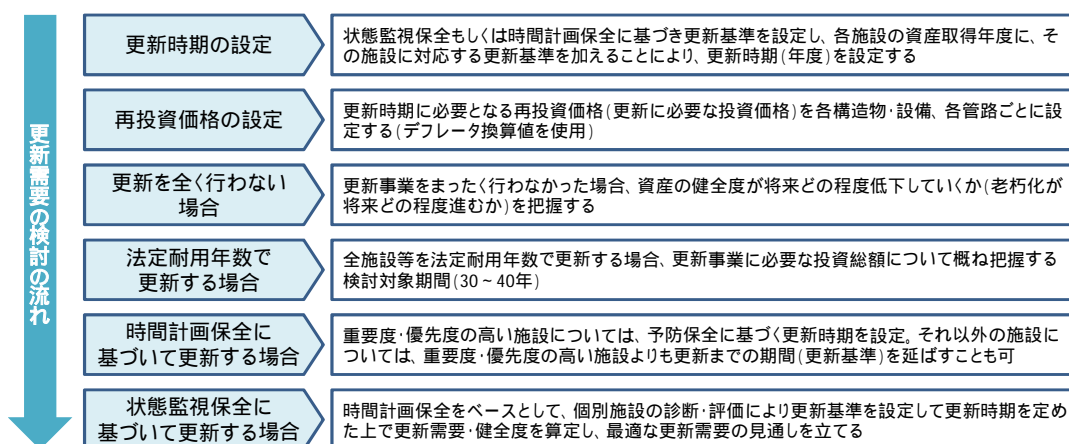 更新需要の検討の流れ
更新時期の設定
状態監視保全もしくは時間計画保全に基づき更新基準を設定し、各施設の資産取得年度に、そ
の施設に対応する更新基準を加えることにより、更新時期(年度)を設定する
再投資価格の設定
更新時期に必要となる再投資価格(更新に必要な投資価格)を各構造物・設備、各管路ごとに設
定する(デフレータ換算値を使用)
更新を全く行わない
場合
更新事業をまったく行わなかった場合、資産の健全度が将来どの程度低下していくか(老朽化が
将来どの程度進むか)を把握する
法定耐用年数で
更新する場合
全施設等を法定耐用年数で更新する場合、更新事業に必要な投資総額について概ね把握する
検討対象期間(30~40年)
時間計画保全に
基づいて更新する場合
重要度・優先度の高い施設については、予防保全に基づく更新時期を設定。それ以外の施設に
ついては、重要度・優先度の高い施設よりも更新までの期間(更新基準)を延ばすことも可
状態監視保全に
基づいて更新する場合
時間計画保全をベースとして、個別施設の診断・評価により更新基準を設定して更新時期を定め
た上で更新需要・健全度を算定し、最適な更新需要の見通しを立てる